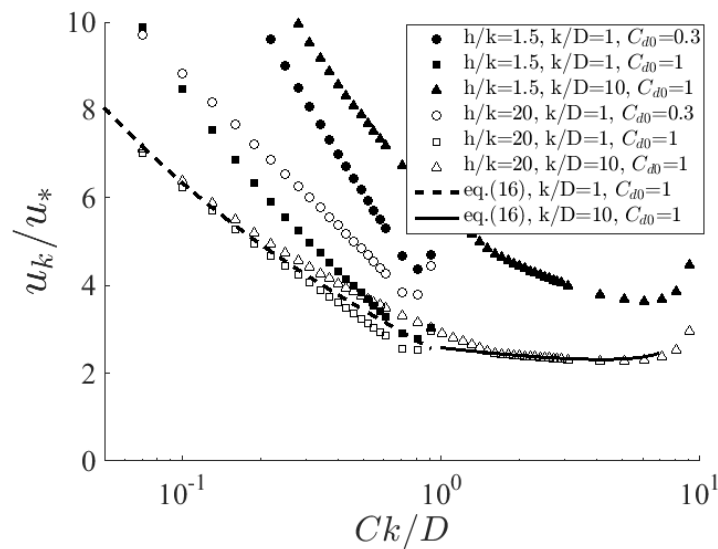 10
8
6
4
2
0
u_k/u_*
h/k=1.5, k/D=1, C_{d0}=0.3
h/k=1.5, k/D=1, C_{d0}=1
h/k=1.5, k/D=10, C_{d0}=1
h/k=20, k/D=1, C_{d0}=0.3
h/k=20, k/D=1, C_{d0}=1
h/k=20, k/D=10, C_{d0}=1
eq.(16), k/D=1, C_{d0}=1
eq.(16), k/D=10, C_{d0}=1
10^{-1} 10^{0} 10^{1}
Ck/D